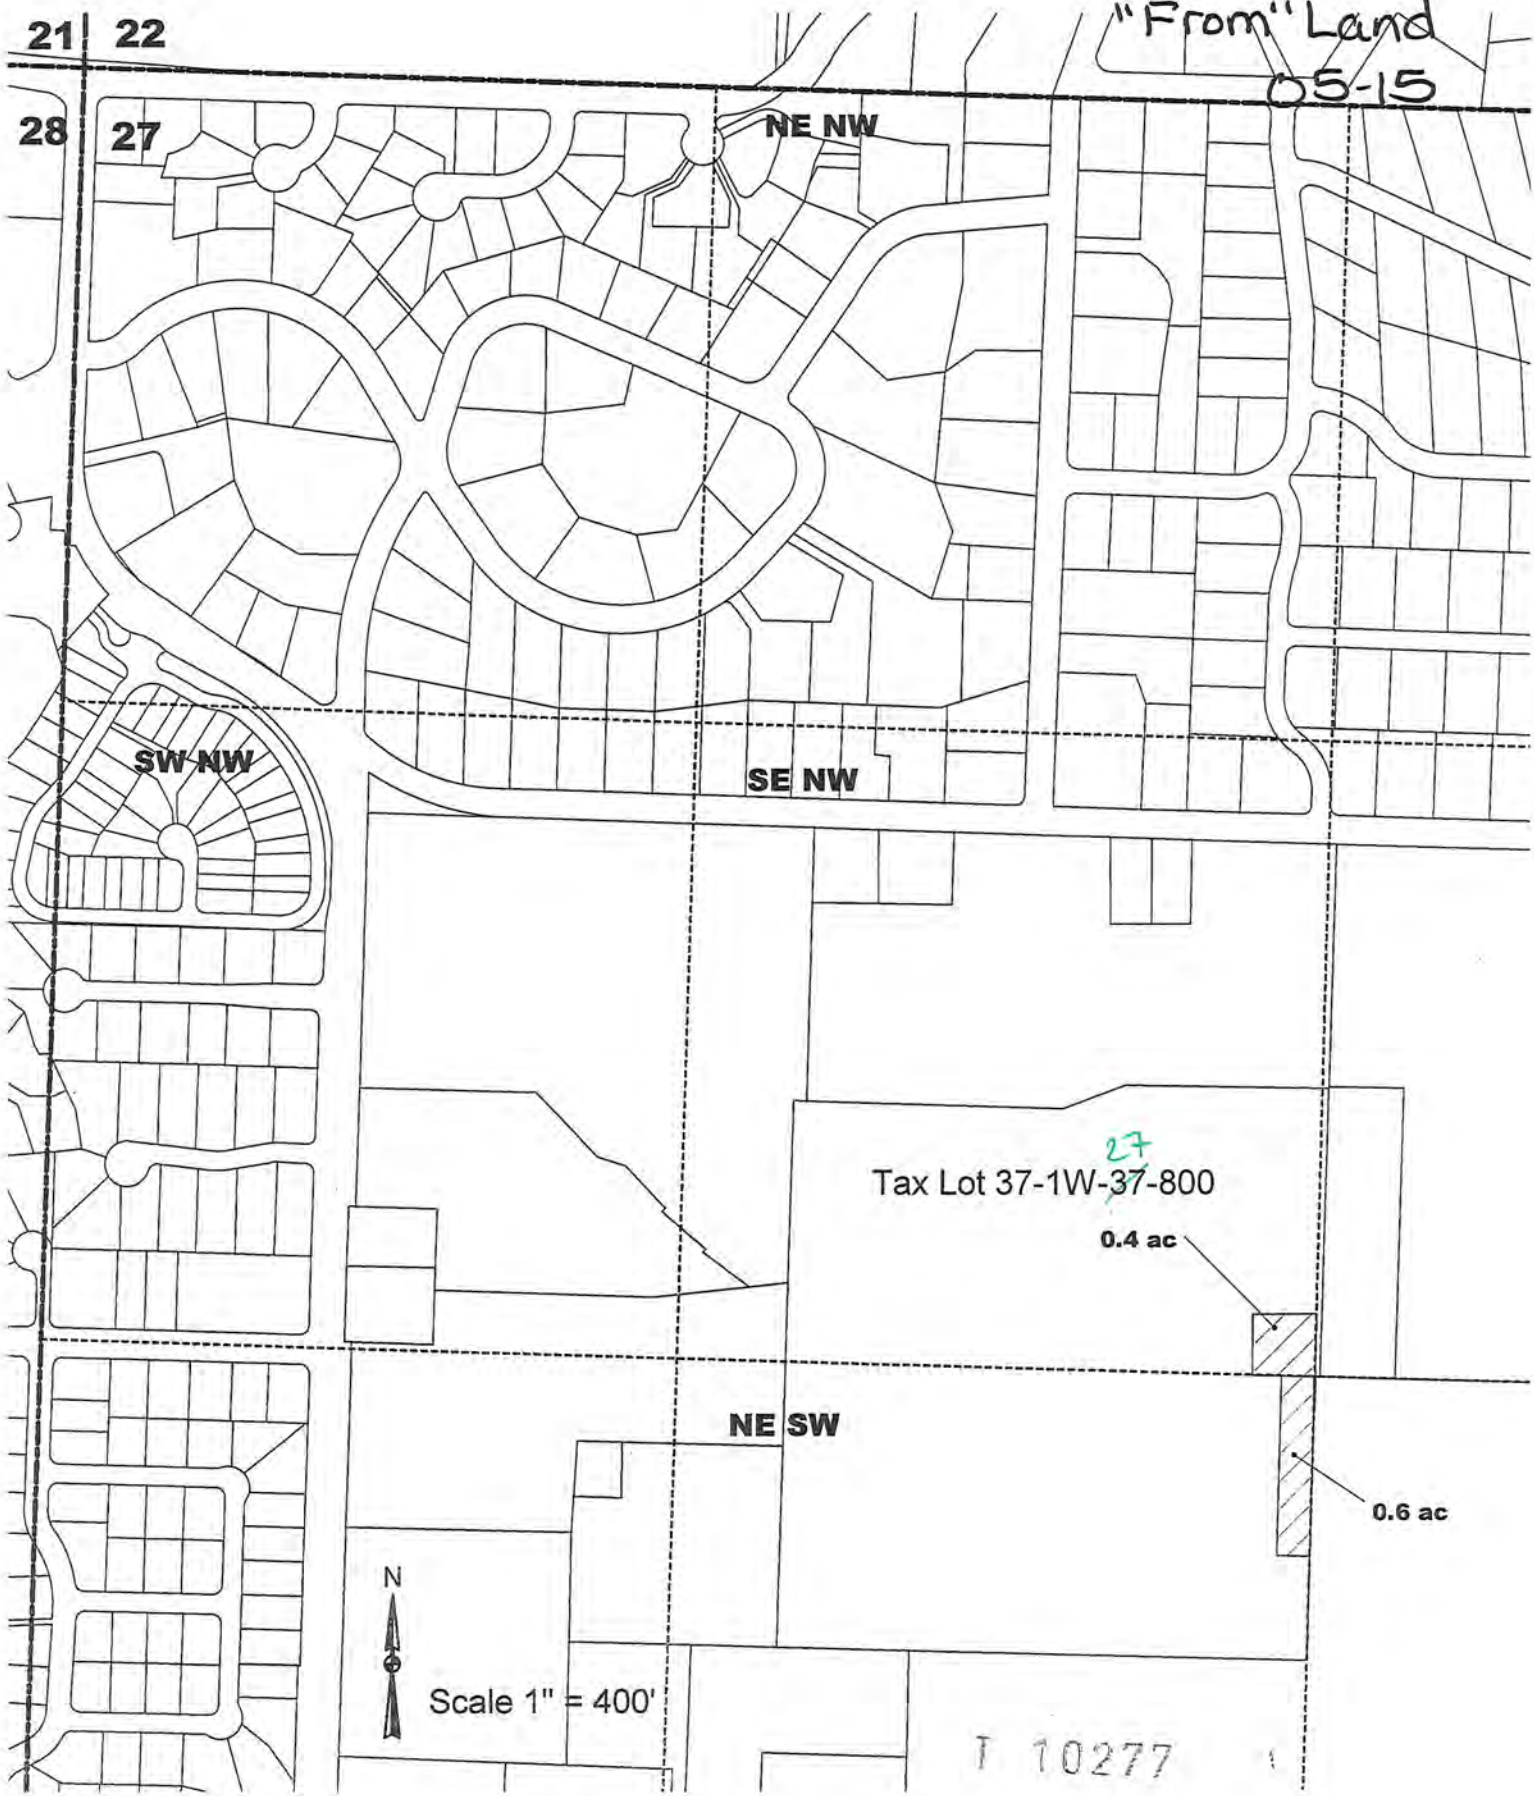 "From" Land
05-15
21 22
28 27
NE NW
SW NW
SE NW
27
Tax Lot 37-1W-37-800
0.4 ac
NE SW
0.6 ac
N
Scale 1" = 400'
T 10277